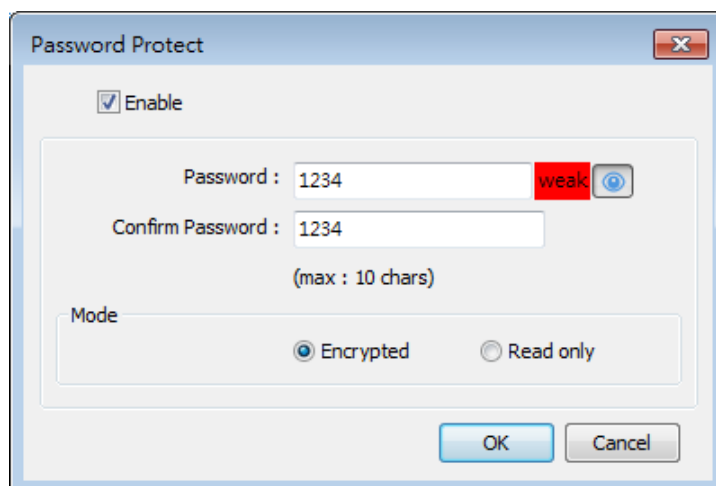 Password Protect
Enable
Password : 1234 weak
Confirm Password : 1234
(max : 10 chars)
Mode
Encrypted Read only
OK Cancel